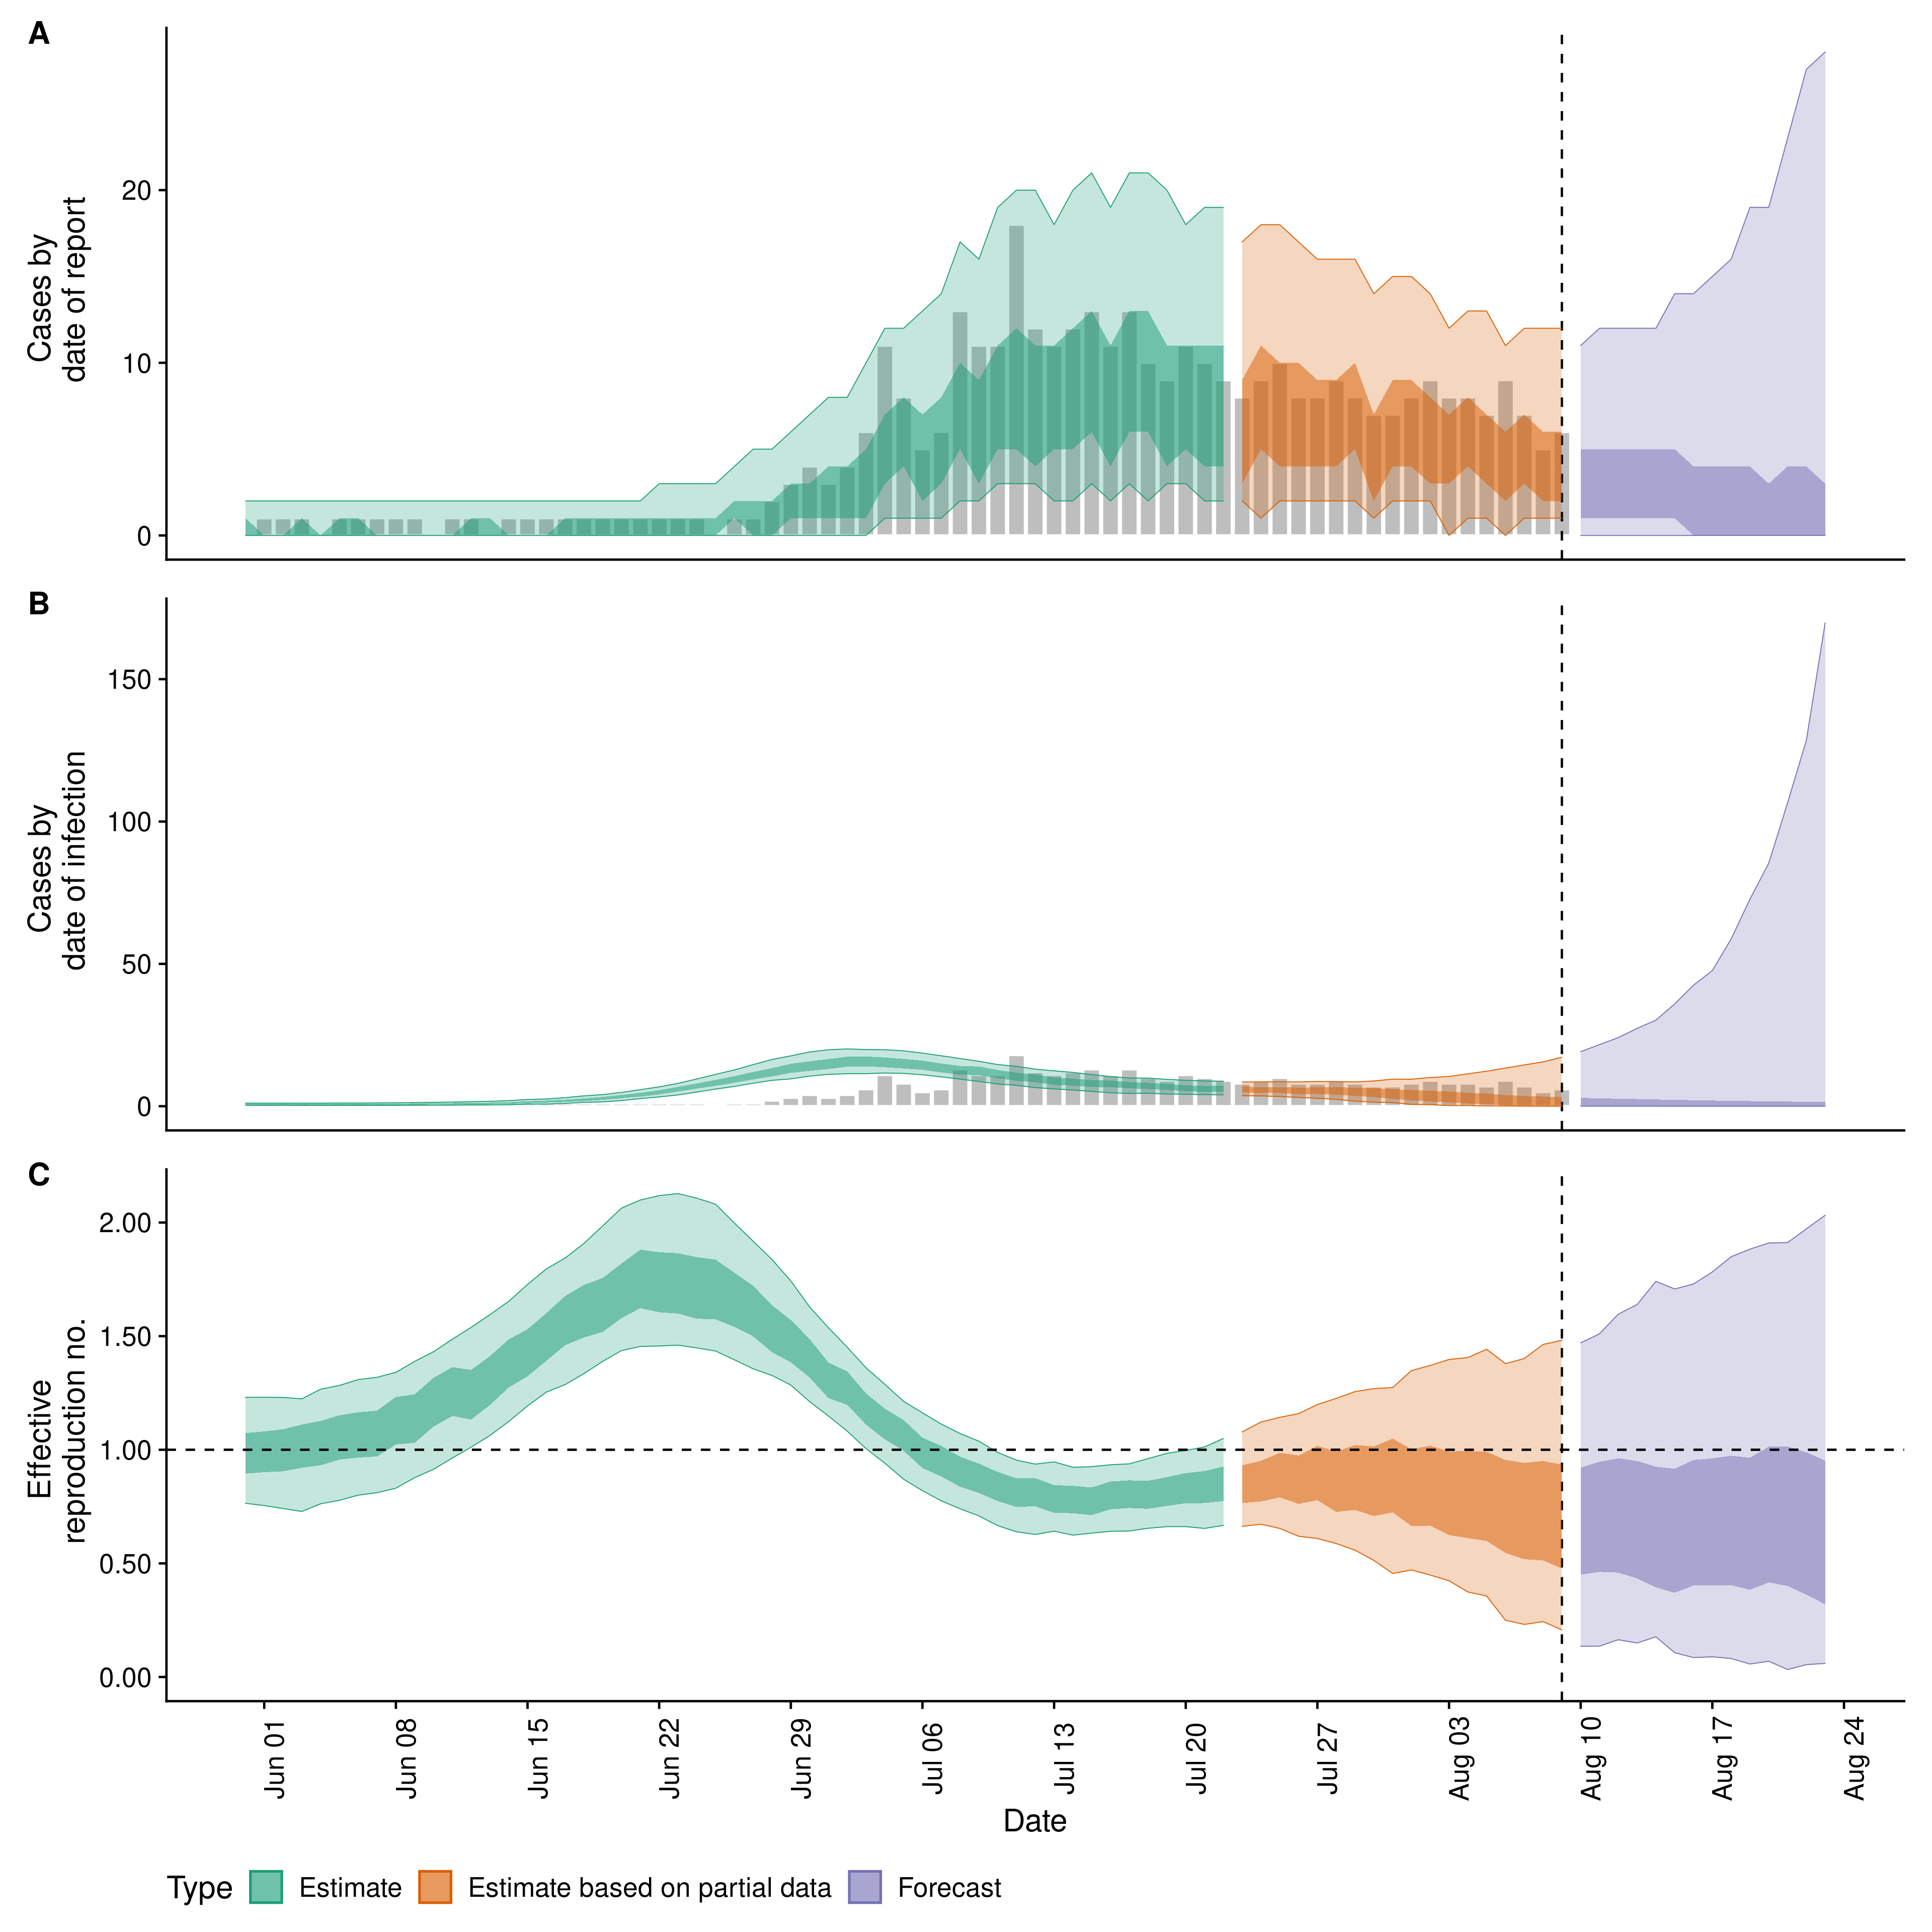 A
Cases by
date of report
20
10
0
B
Cases by
date of infection
150
100
50
0
C
Effective
reproduction no.
2.00
1.50
1.00
0.50
0.00
Jun 01
Jun 08
Jun 15
Jun 22
Jun 29
Jul 06
Jul 13
Jul 20
Jul 27
Aug 03
Aug 10
Aug 17
Aug 24
Date
Type Estimate Estimate based on partial data Forecast